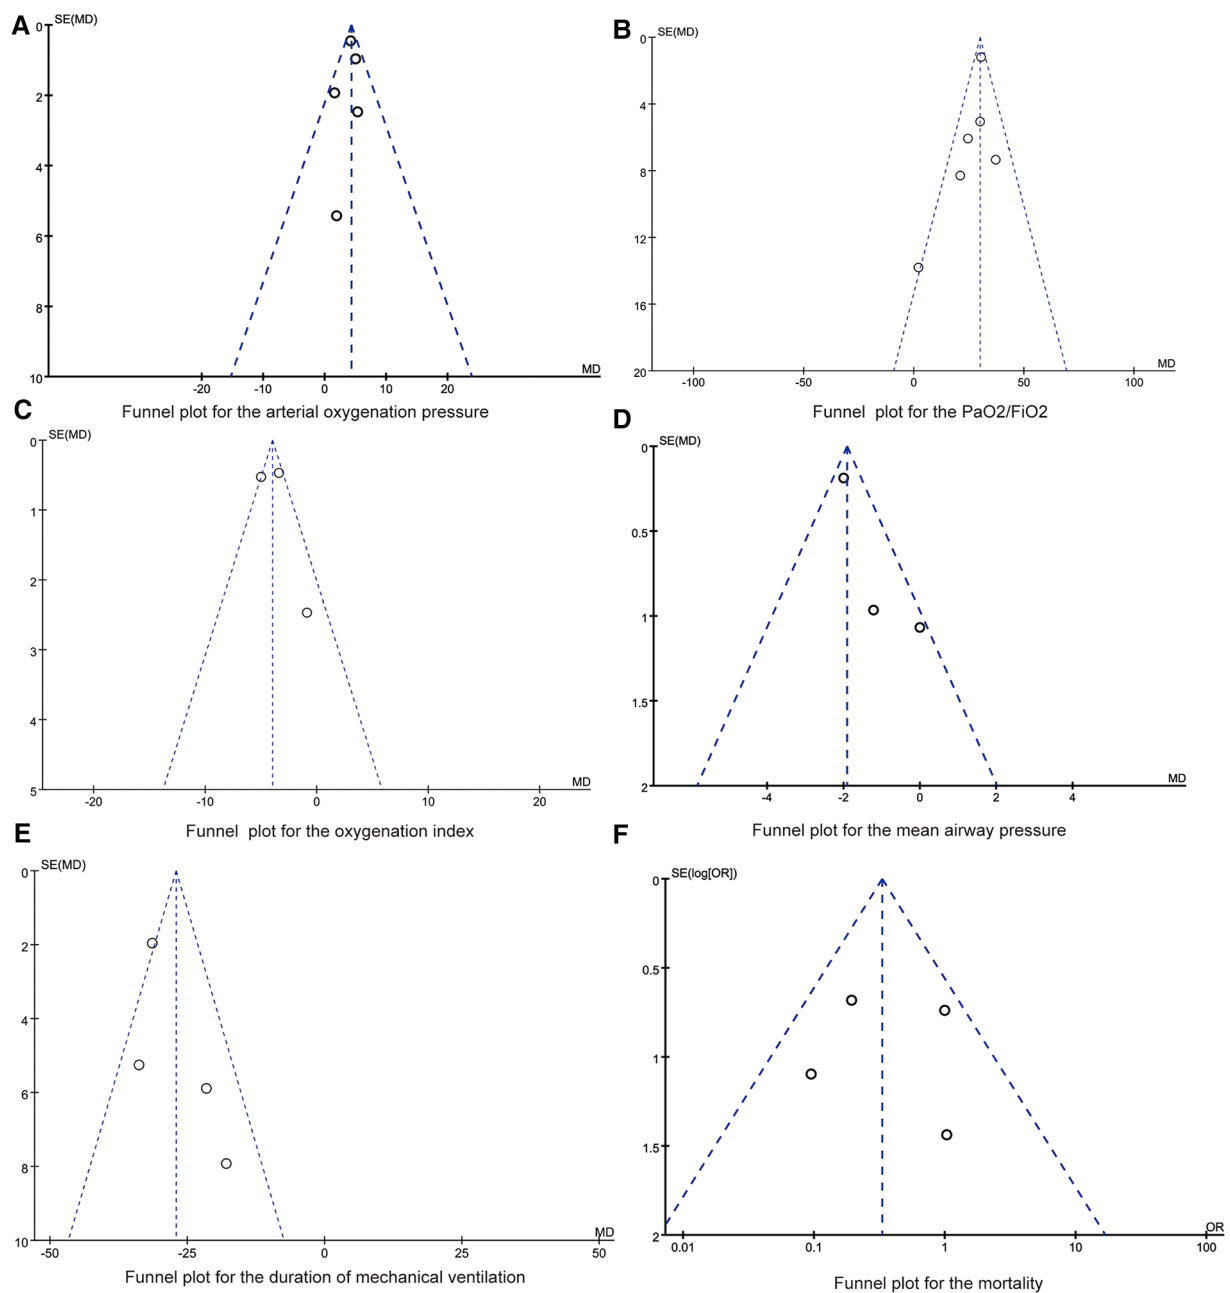 A
SE(MD)
0
2
4
6
8
10
-20
-10
0
10
20
MD
Funnel plot for the arterial oxygenation pressure
B
SE(MD)
0
4
8
12
16
20
-100
-50
0
50
100
MD
Funnel plot for the PaO2/FiO2
C
SE(MD)
0
1
2
3
4
5
-20
-10
0
10
20
MD
Funnel plot for the oxygenation index
D
SE(MD)
0
0.5
1
1.5
2
-4
-2
0
2
4
MD
Funnel plot for the mean airway pressure
E
SE(MD)
0
2
4
6
8
10
-50
-25
0
25
50
MD
Funnel plot for the duration of mechanical ventilation
F
SE(log[OR])
0
0.5
1
1.5
2
0.01
0.1
1
10
100
OR
Funnel plot for the mortality